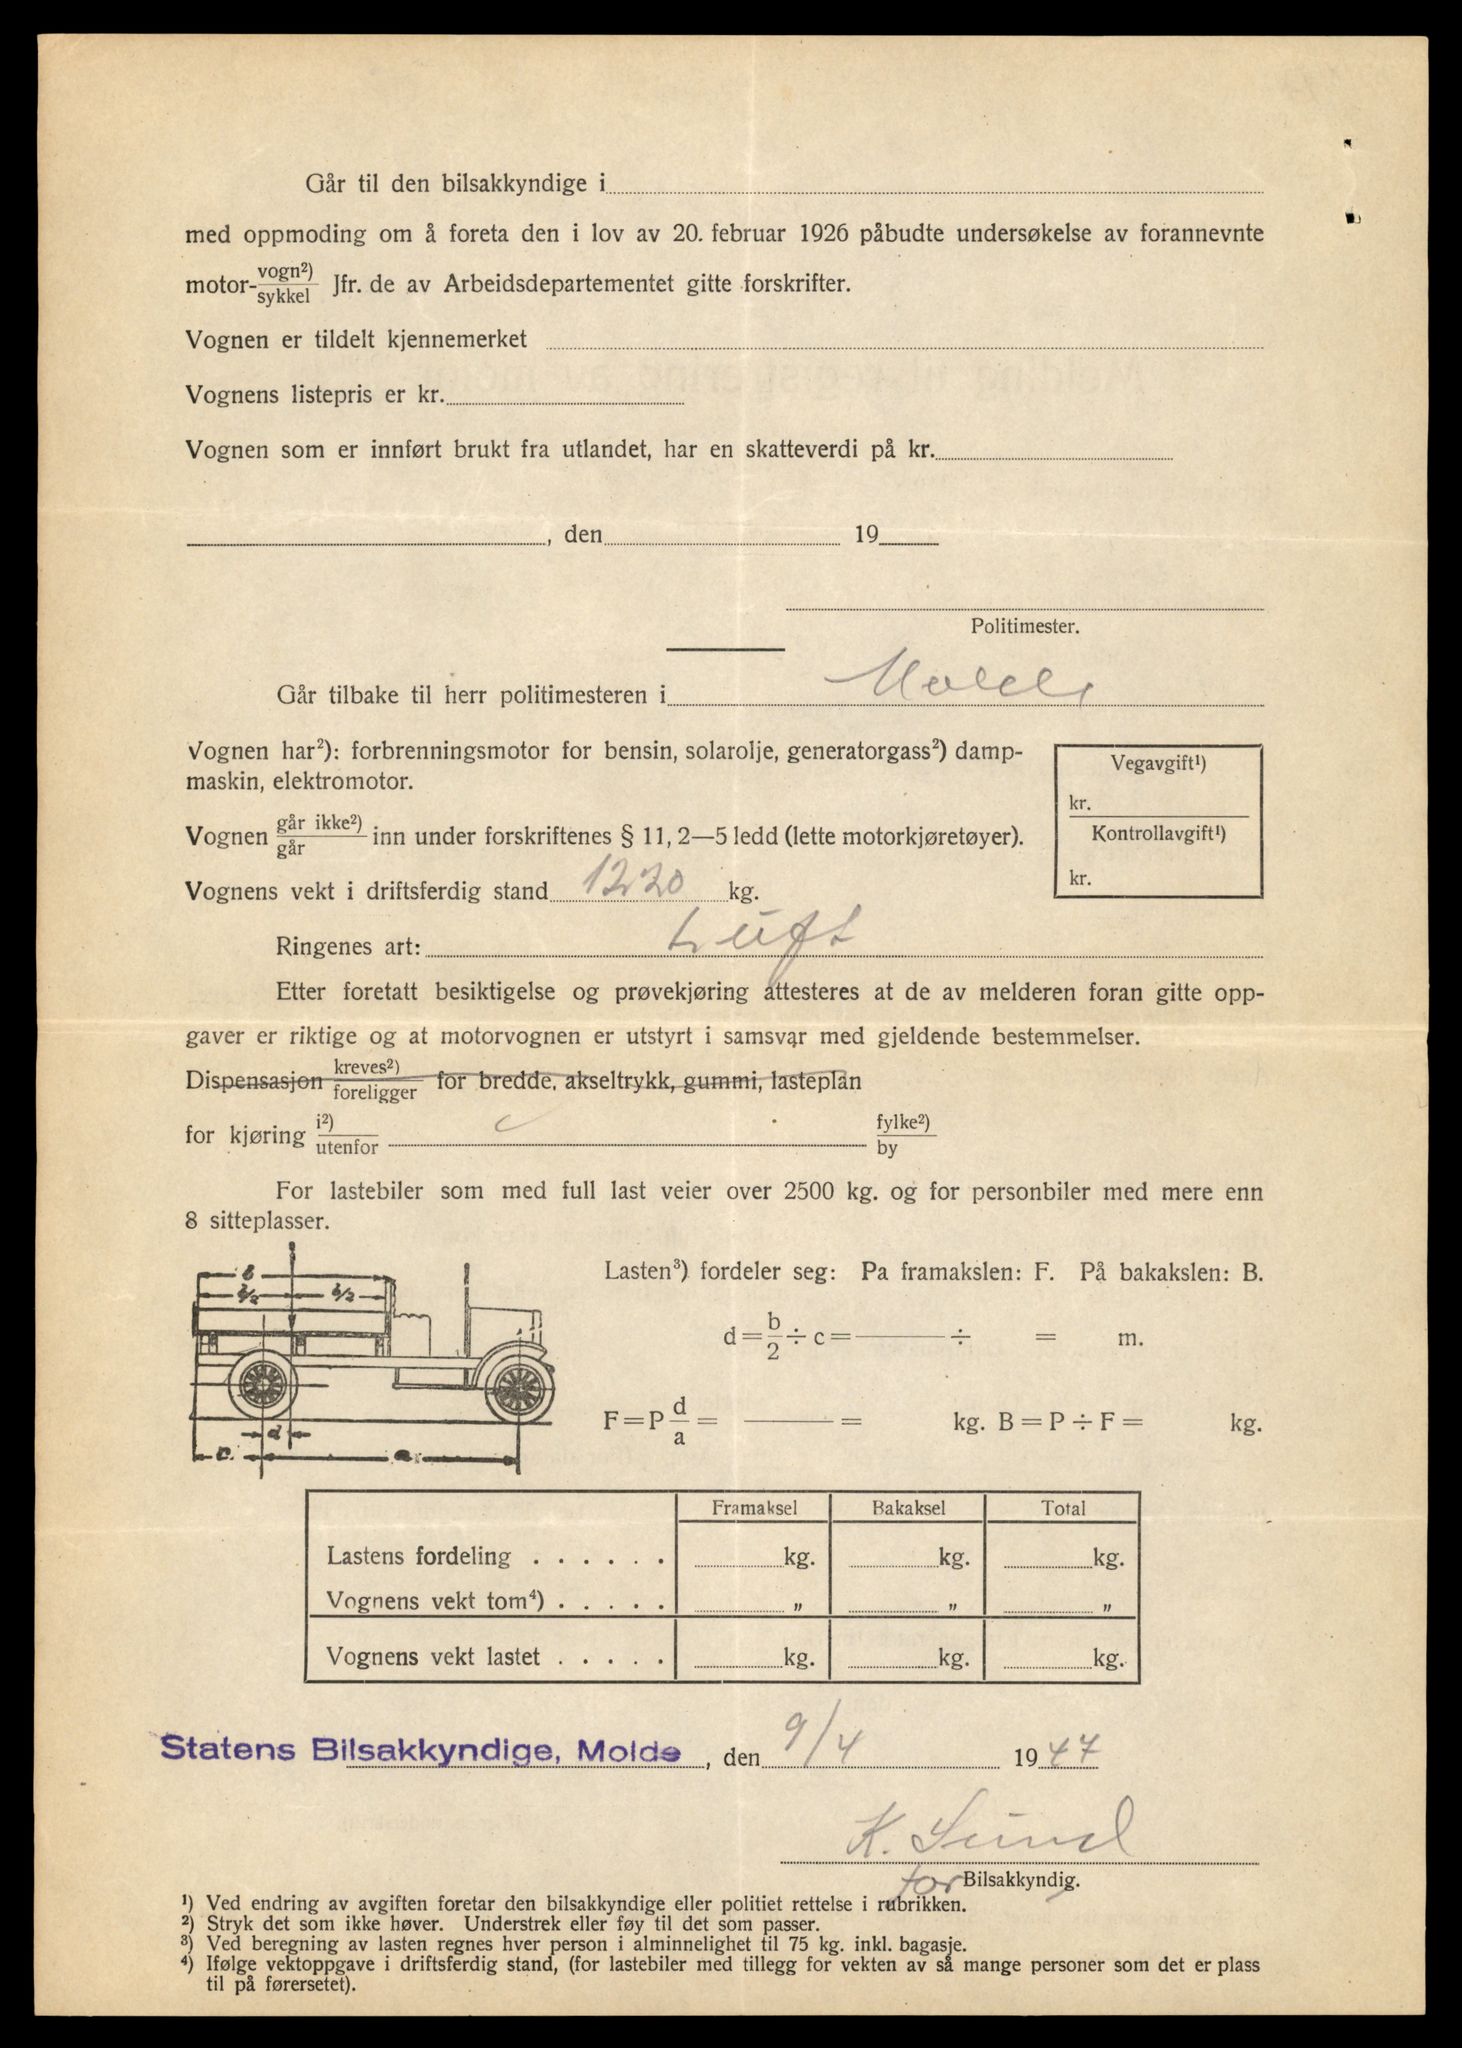 Går til den bilsakkyndige i
med oppmoding om å foreta den i lov av 20. februar 1926 påbudte undersøkelse av forannevnte
motor- vogn²) / sykkel Jfr. de av Arbeidsdepartementet gitte forskrifter.
Vognen er tildelt kjennemerket
Vognens listepris er kr.
Vognen som er innført brukt fra utlandet, har en skatteverdi på kr.
, den 19
Politimester.
Går tilbake til herr politimesteren i Molde
Vognen har²): forbrenningsmotor for bensin, solarolje, generatorgass²) damp-
maskin, elektromotor.
Vegavgift¹)
kr.
Kontrollavgift¹)
kr.
Vognen går ikke²) / går inn under forskriftenes § 11, 2—5 ledd (lette motorkjøretøyer).
Vognens vekt i driftsferdig stand 1220 kg.
Ringenes art: Luft
Etter foretatt besiktigelse og prøvekjøring attesteres at de av melderen foran gitte opp-
gaver er riktige og at motorvognen er utstyrt i samsvar med gjeldende bestemmelser.
Dispensasjon kreves²) / foreligger for bredde, akseltrykk, gummi, lasteplan
for kjøring i²) / utenfor fylke²) / by
For lastebiler som med full last veier over 2500 kg. og for personbiler med mere enn
8 sitteplasser.
b
b/2 b/2
d
c. a
Lasten³) fordeler seg: Pa framakslen: F. På bakakslen: B.
d = b/2 ÷ c = ——— ÷ = m.
F = P d/a = ——— = kg. B = P ÷ F = kg.
Framaksel Bakaksel Total
Lastens fordeling . . . . . . kg. kg. kg.
Vognens vekt tom⁴) . . . . . „ „ „
Vognens vekt lastet . . . . . kg. kg. kg.
Statens Bilsakkyndige, Molde, den 9/4 1947
K. Sund
for Bilsakkyndig.
¹) Ved endring av avgiften foretar den bilsakkyndige eller politiet rettelse i rubrikken.
²) Stryk det som ikke høver. Understrek eller føy til det som passer.
³) Ved beregning av lasten regnes hver person i alminnelighet til 75 kg. inkl. bagasje.
⁴) Ifølge vektoppgave i driftsferdig stand, (for lastebiler med tillegg for vekten av så mange personer som det er plass
til på førersetet).